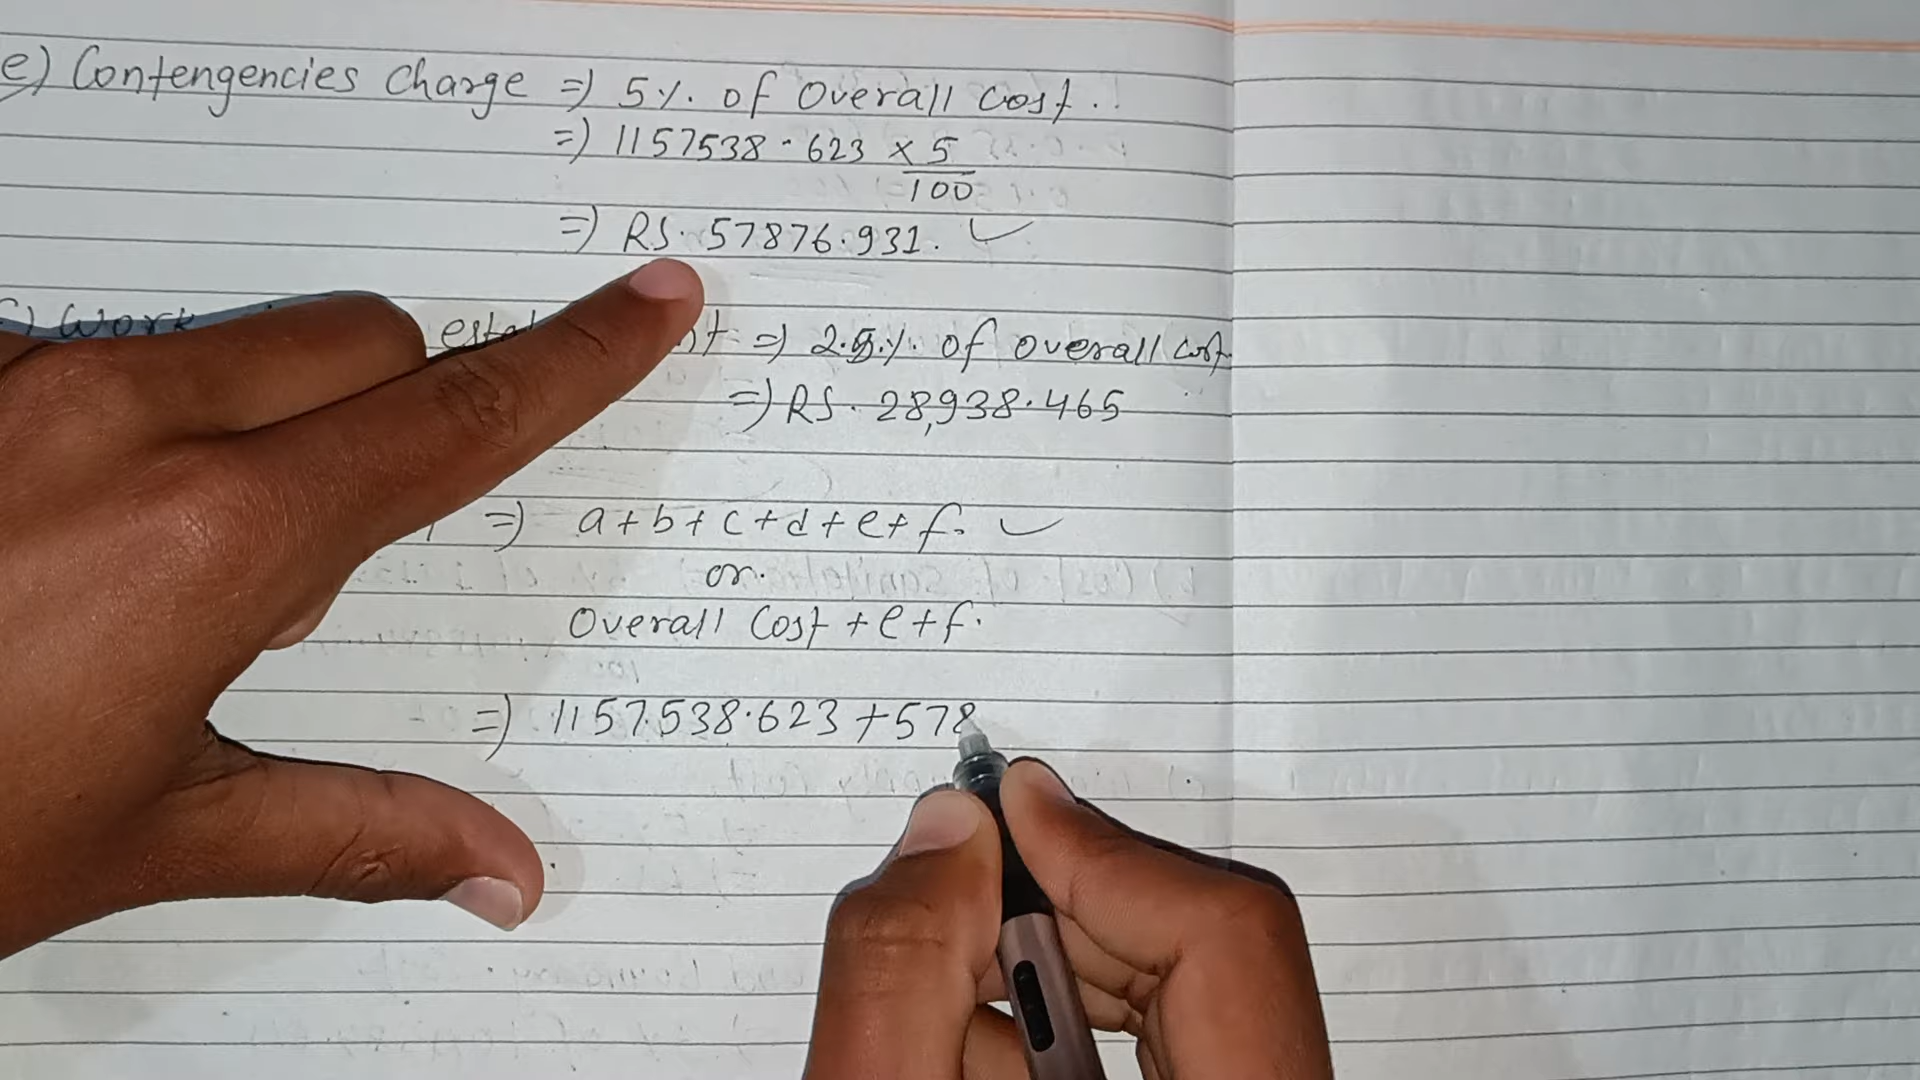 e) Contengencies Charge => 5%. of Overall Cost.
=> 1157538.623 × 5
100
=> RS. 57876.931.
Work => 2.5%. of overall cost.
=> RS. 28,938.465
=> a+b+c+d+e+f.
or.
Overall Cost +e+f.
=> 1157538.623 + 578